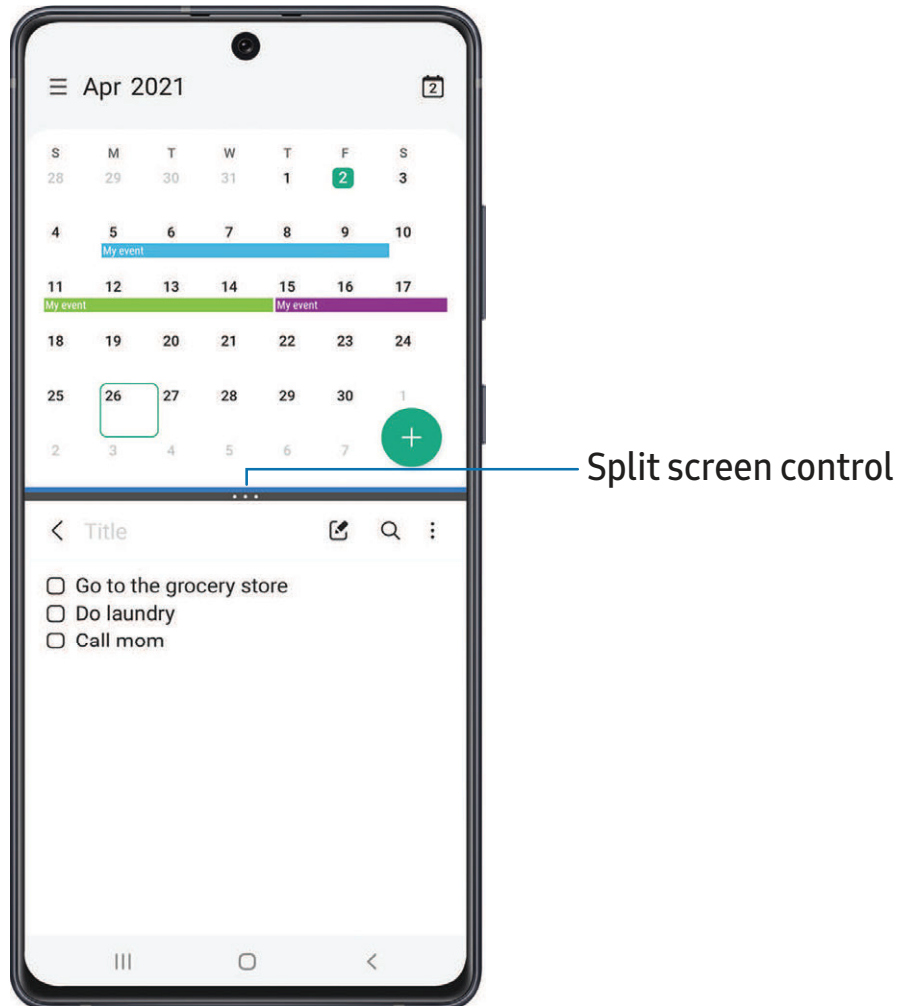 Apr 2021
2
S M T W T F S
28 29 30 31 1 2 3
4 5 6 7 8 9 10
My event
11 12 13 14 15 16 17
My event My event
18 19 20 21 22 23 24
25 26 27 28 29 30 1
2 3 4 5 6 7
Split screen control
Title
Go to the grocery store
Do laundry
Call mom